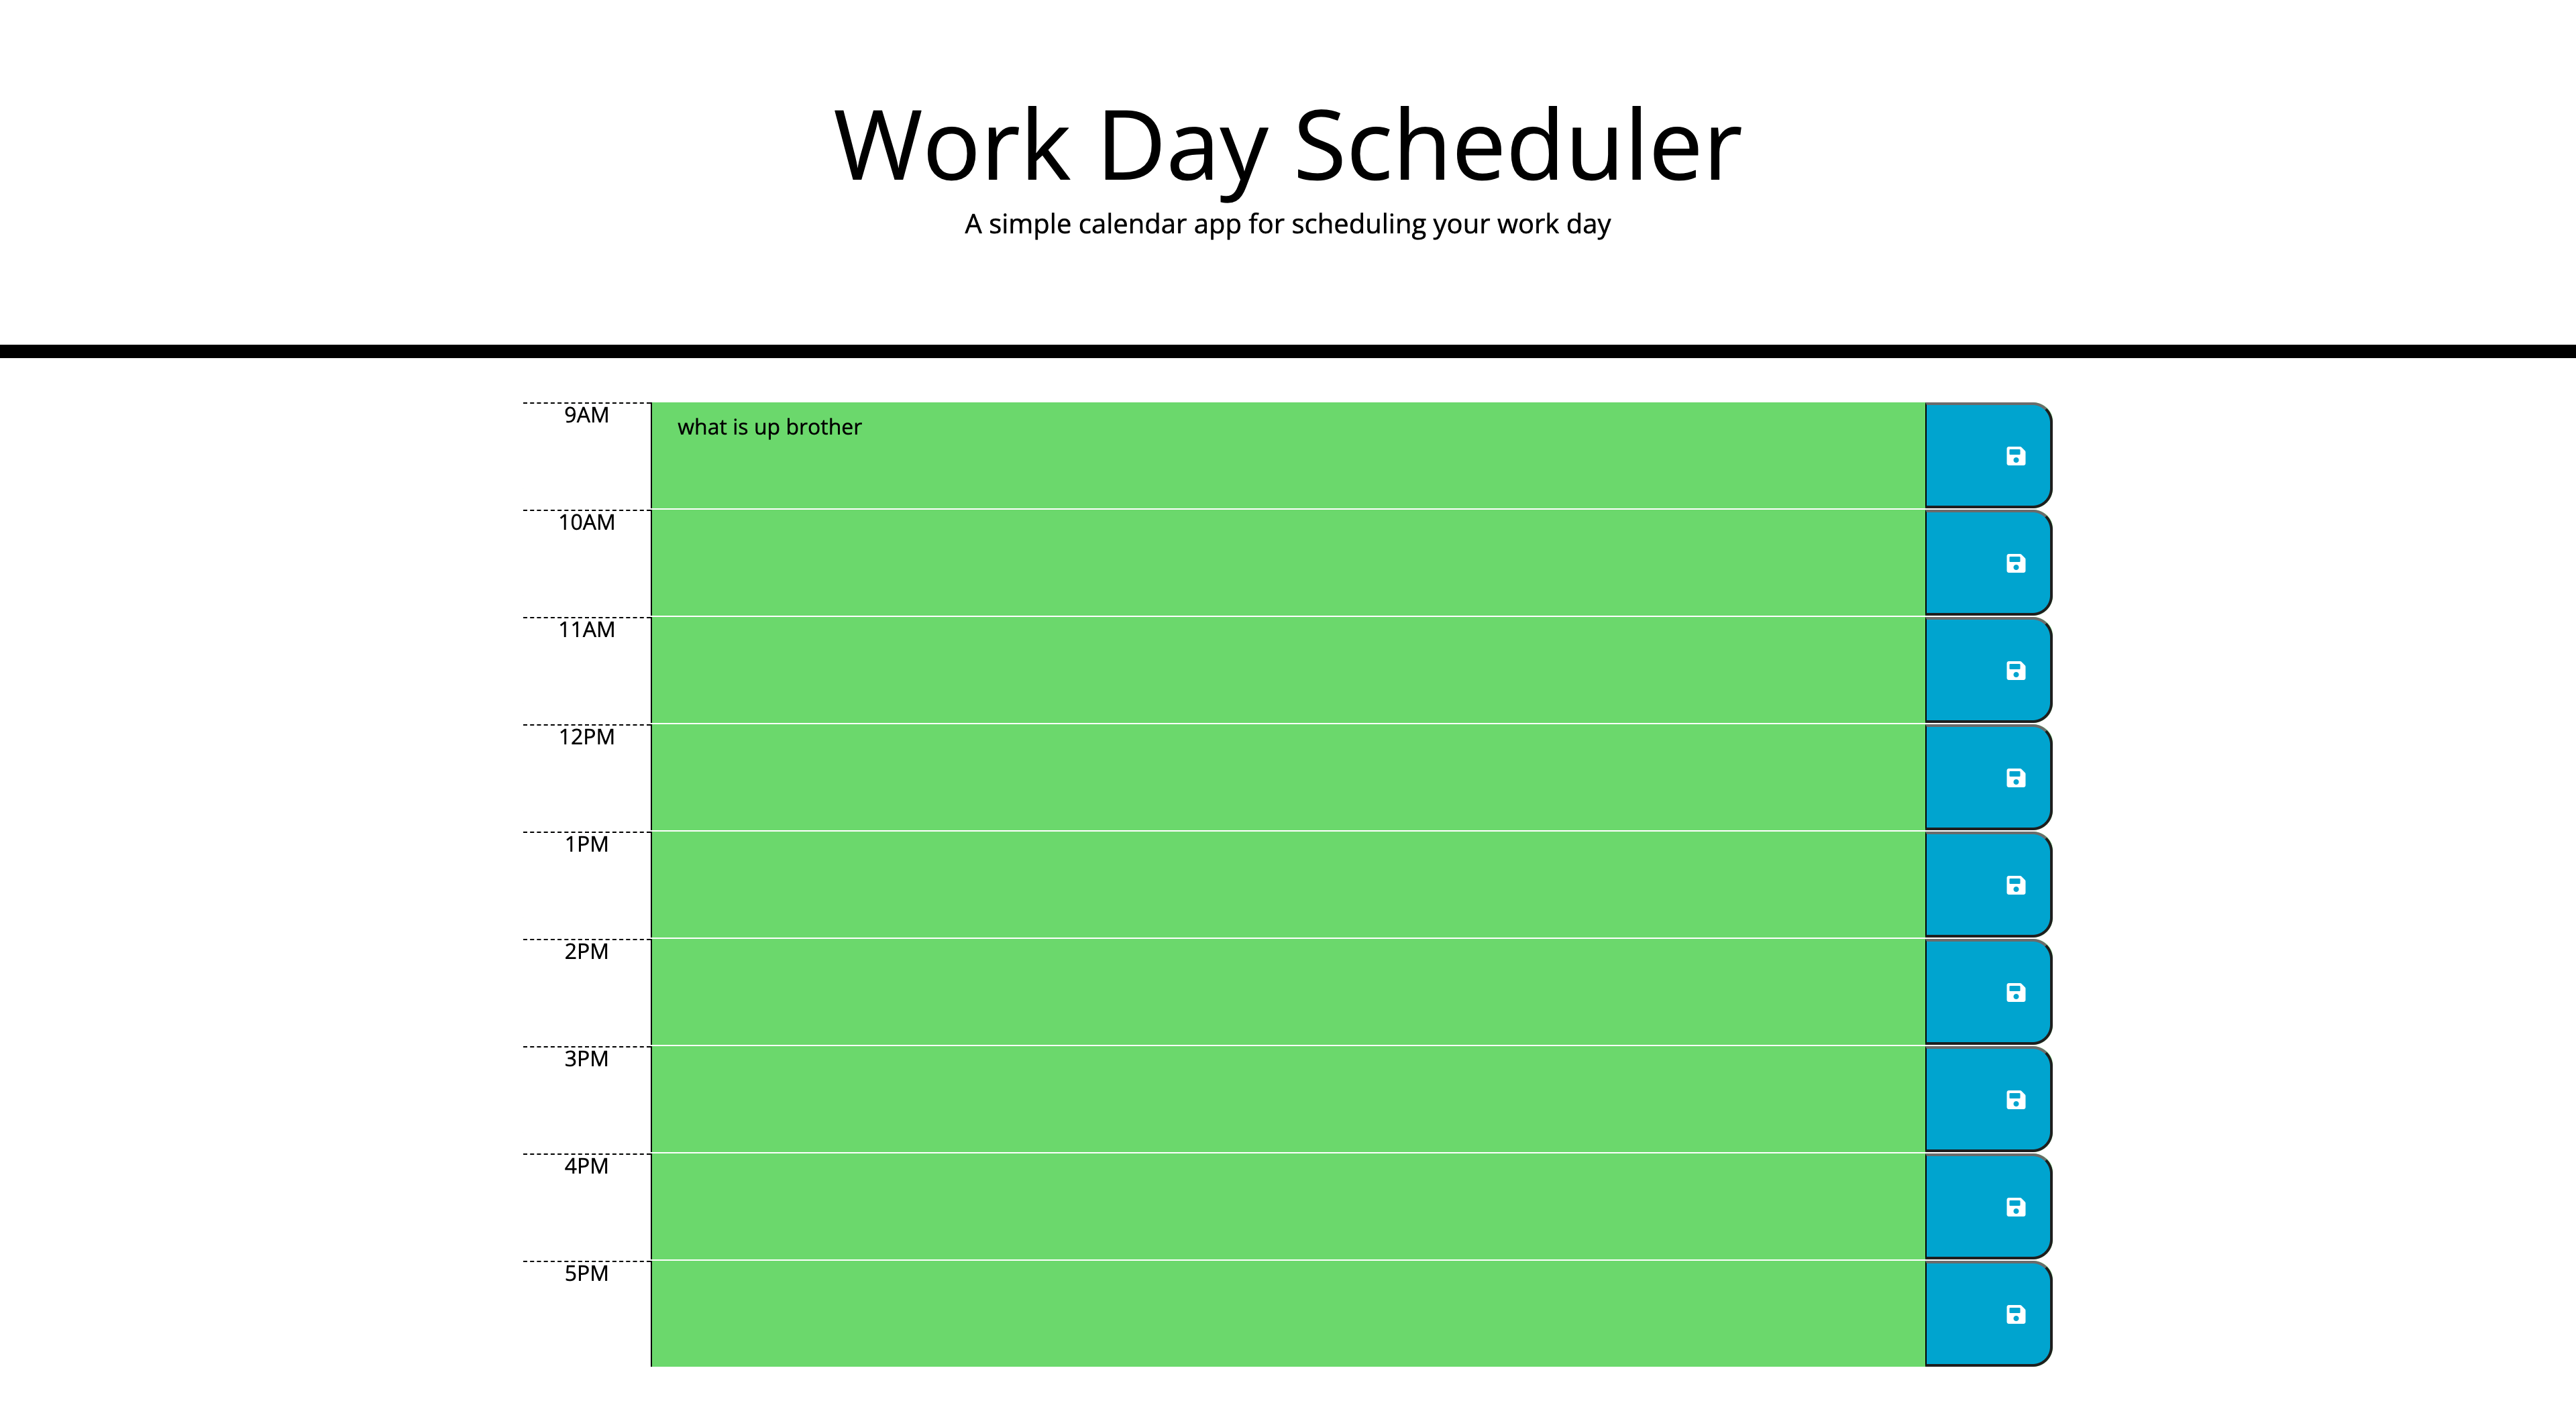 Work Day Scheduler
A simple calendar app for scheduling your work day
9AM
what is up brother
10AM
11AM
12PM
1PM
2PM
3PM
4PM
5PM